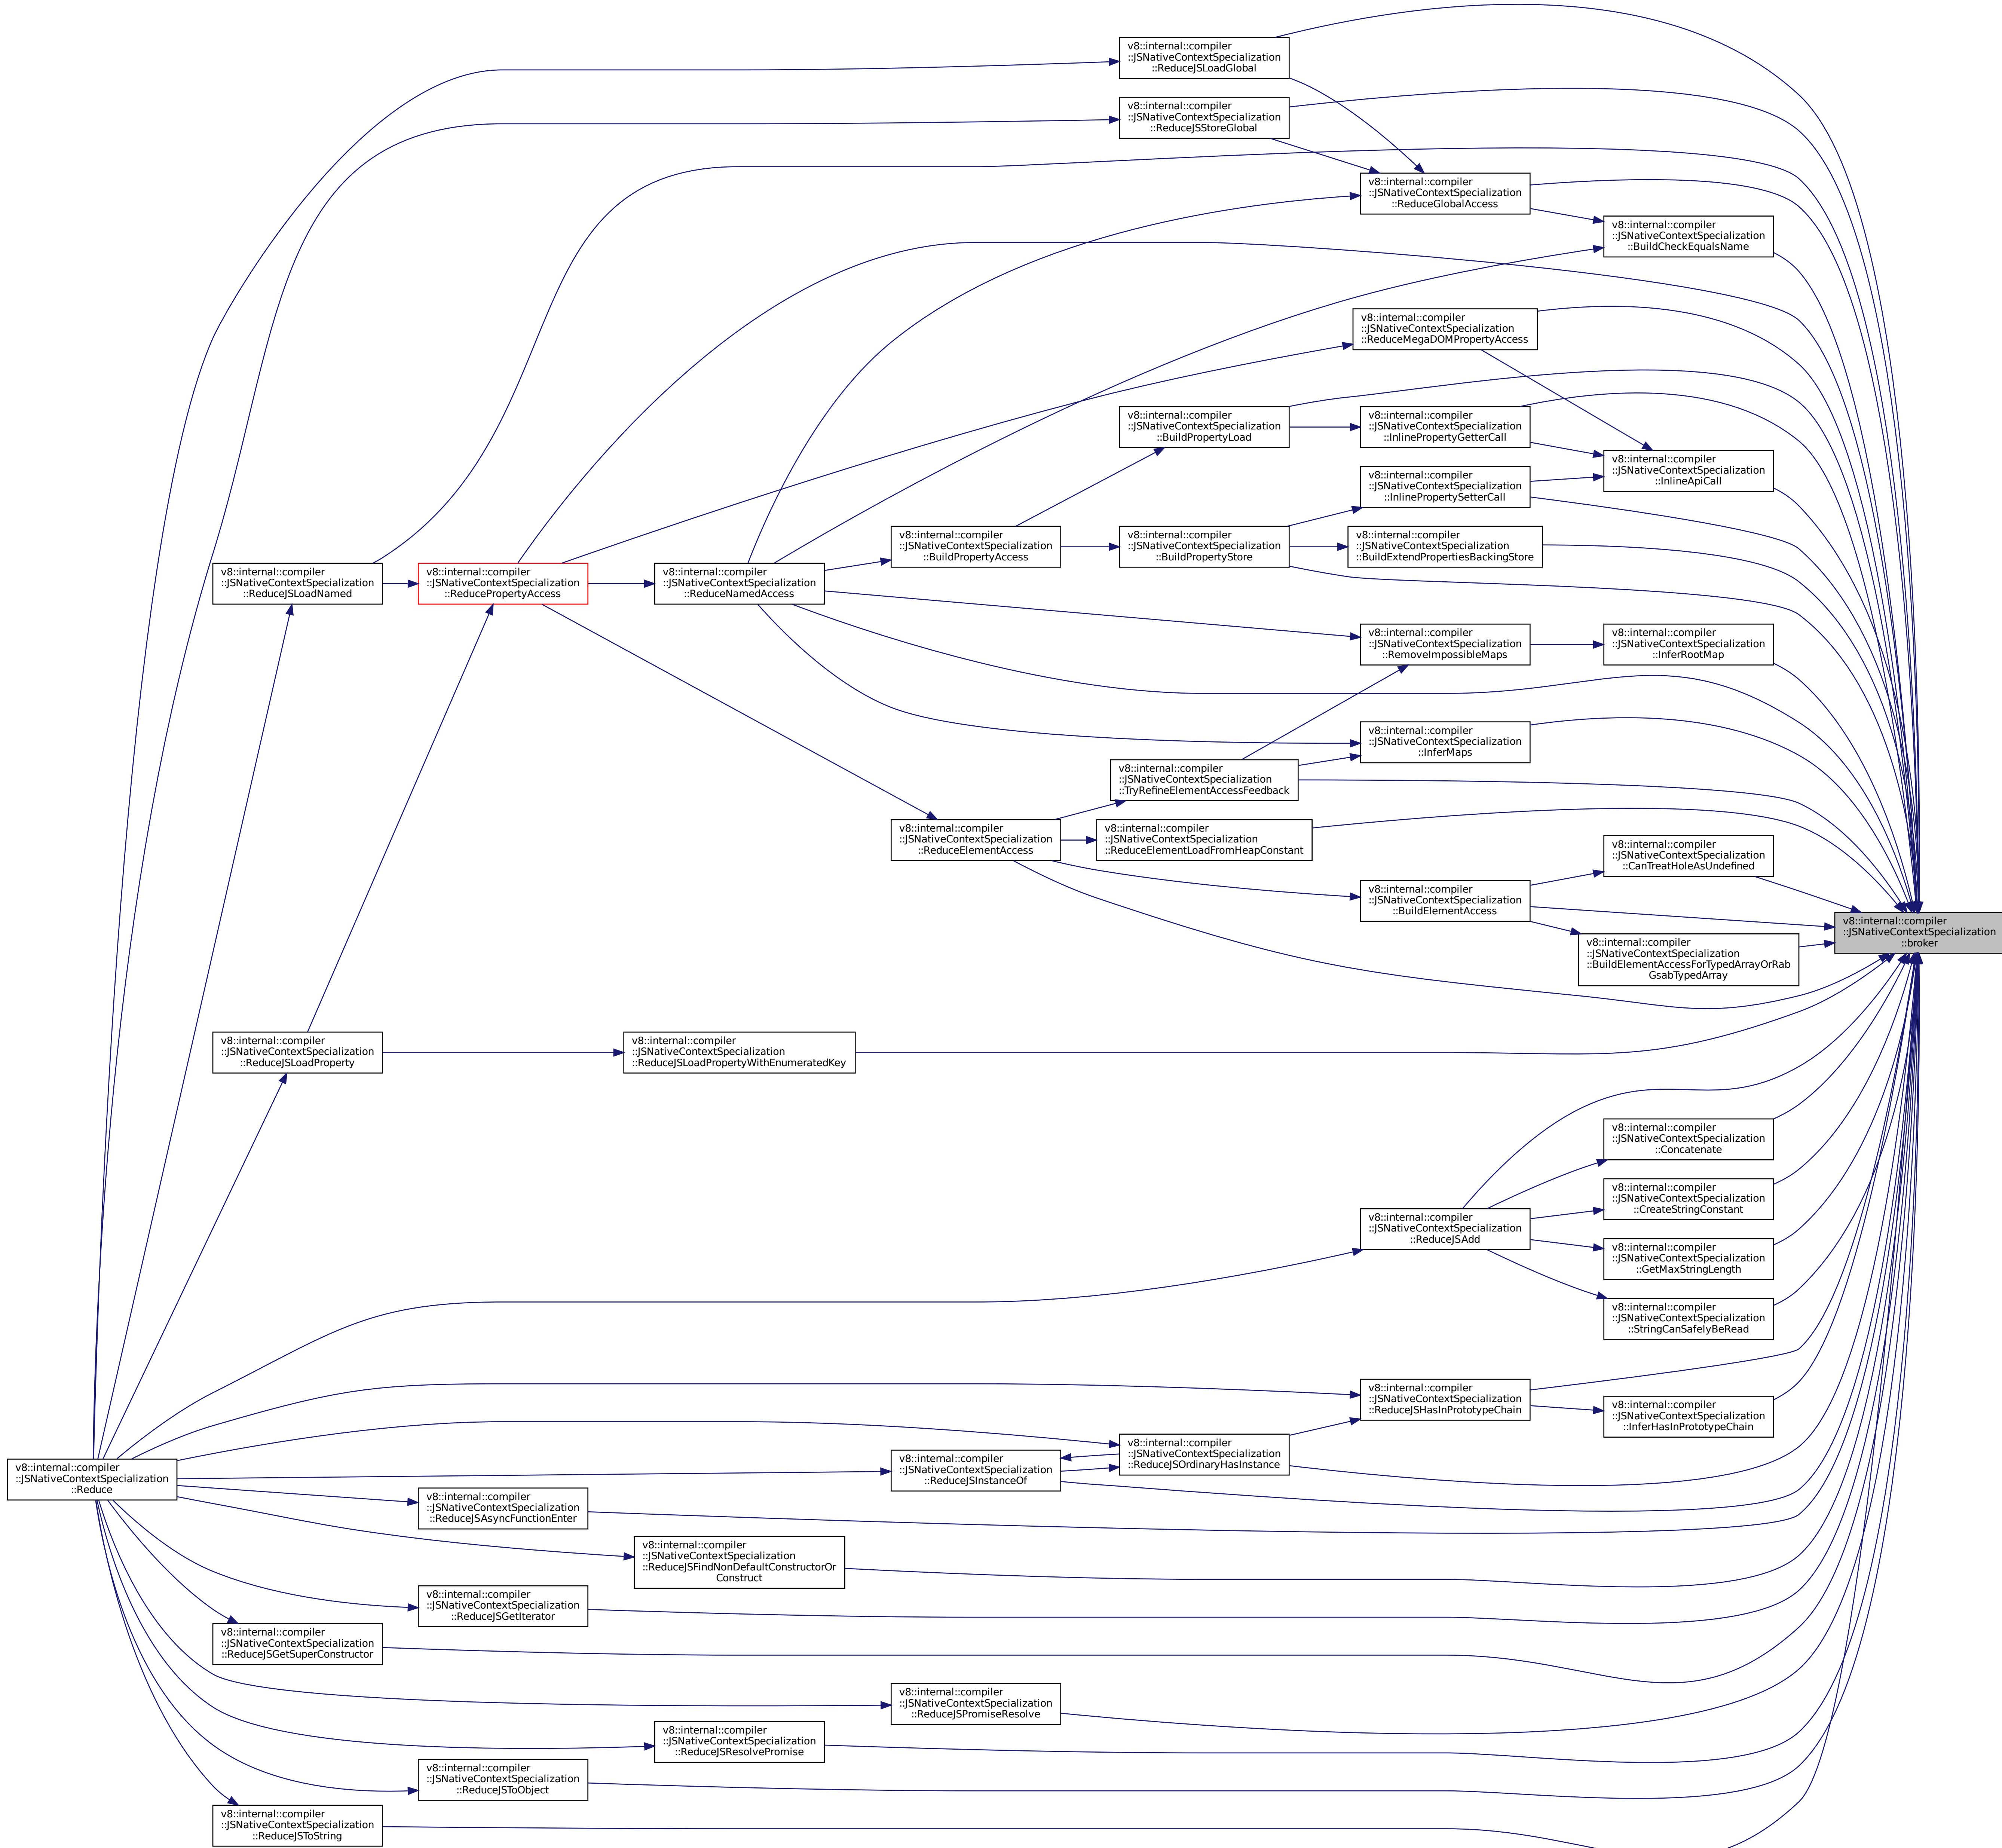 v8::internal::compiler
::JSNativeContextSpecialization
::ReduceJSLoadGlobal
v8::internal::compiler
::JSNativeContextSpecialization
::ReduceJSStoreGlobal
v8::internal::compiler
::JSNativeContextSpecialization
::ReduceGlobalAccess
v8::internal::compiler
::JSNativeContextSpecialization
::BuildCheckEqualsName
v8::internal::compiler
::JSNativeContextSpecialization
::ReduceMegaDOMPropertyAccess
v8::internal::compiler
::JSNativeContextSpecialization
::BuildPropertyLoad
v8::internal::compiler
::JSNativeContextSpecialization
::InlinePropertyGetterCall
v8::internal::compiler
::JSNativeContextSpecialization
::InlineApiCall
v8::internal::compiler
::JSNativeContextSpecialization
::InlinePropertySetterCall
v8::internal::compiler
::JSNativeContextSpecialization
::BuildPropertyAccess
v8::internal::compiler
::JSNativeContextSpecialization
::BuildPropertyStore
v8::internal::compiler
::JSNativeContextSpecialization
::BuildExtendPropertiesBackingStore
v8::internal::compiler
::JSNativeContextSpecialization
::ReduceJSLoadNamed
v8::internal::compiler
::JSNativeContextSpecialization
::ReducePropertyAccess
v8::internal::compiler
::JSNativeContextSpecialization
::ReduceNamedAccess
v8::internal::compiler
::JSNativeContextSpecialization
::RemoveImpossibleMaps
v8::internal::compiler
::JSNativeContextSpecialization
::InferRootMap
v8::internal::compiler
::JSNativeContextSpecialization
::InferMaps
v8::internal::compiler
::JSNativeContextSpecialization
::TryRefineElementAccessFeedback
v8::internal::compiler
::JSNativeContextSpecialization
::ReduceElementAccess
v8::internal::compiler
::JSNativeContextSpecialization
::ReduceElementLoadFromHeapConstant
v8::internal::compiler
::JSNativeContextSpecialization
::CanTreatHoleAsUndefined
v8::internal::compiler
::JSNativeContextSpecialization
::BuildElementAccess
v8::internal::compiler
::JSNativeContextSpecialization
::broker
v8::internal::compiler
::JSNativeContextSpecialization
::BuildElementAccessForTypedArrayOrRab
GsabTypedArray
v8::internal::compiler
::JSNativeContextSpecialization
::ReduceJSLoadProperty
v8::internal::compiler
::JSNativeContextSpecialization
::ReduceJSLoadPropertyWithEnumeratedKey
v8::internal::compiler
::JSNativeContextSpecialization
::Concatenate
v8::internal::compiler
::JSNativeContextSpecialization
::CreateStringConstant
v8::internal::compiler
::JSNativeContextSpecialization
::ReduceJSAdd
v8::internal::compiler
::JSNativeContextSpecialization
::GetMaxStringLength
v8::internal::compiler
::JSNativeContextSpecialization
::StringCanSafelyBeRead
v8::internal::compiler
::JSNativeContextSpecialization
::ReduceJSHasInPrototypeChain
v8::internal::compiler
::JSNativeContextSpecialization
::InferHasInPrototypeChain
v8::internal::compiler
::JSNativeContextSpecialization
::ReduceJSOrdinaryHasInstance
v8::internal::compiler
::JSNativeContextSpecialization
::ReduceJSInstanceOf
v8::internal::compiler
::JSNativeContextSpecialization
::Reduce
v8::internal::compiler
::JSNativeContextSpecialization
::ReduceJSAsyncFunctionEnter
v8::internal::compiler
::JSNativeContextSpecialization
::ReduceJSFindNonDefaultConstructorOr
Construct
v8::internal::compiler
::JSNativeContextSpecialization
::ReduceJSGetIterator
v8::internal::compiler
::JSNativeContextSpecialization
::ReduceJSGetSuperConstructor
v8::internal::compiler
::JSNativeContextSpecialization
::ReduceJSPromiseResolve
v8::internal::compiler
::JSNativeContextSpecialization
::ReduceJSResolvePromise
v8::internal::compiler
::JSNativeContextSpecialization
::ReduceJSToObject
v8::internal::compiler
::JSNativeContextSpecialization
::ReduceJSToString